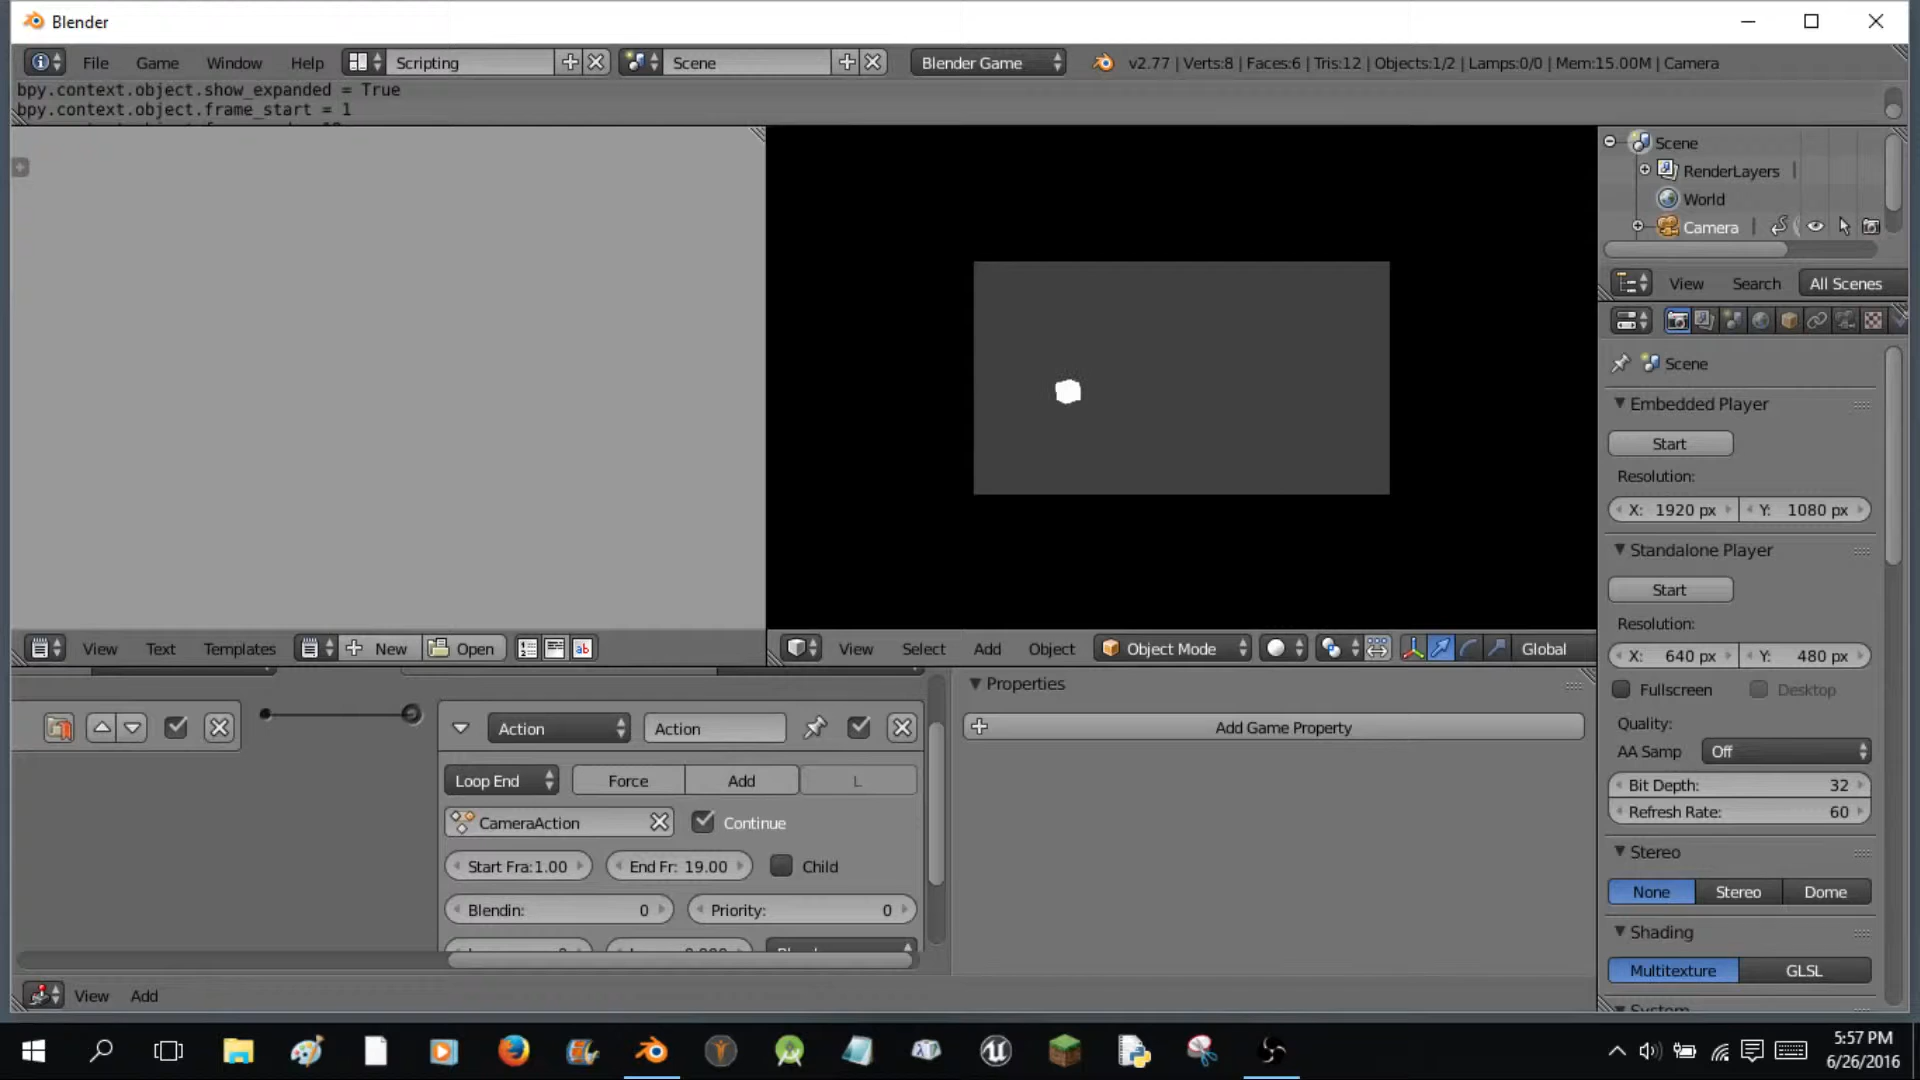 Blender
File Game Window Help Scripting Scene Blender Game v2.77 | Verts:8 | Faces:6 | Tris:12 | Objects:1/2 | Lamps:0/0 | Mem:15.00M | Camera
bpy.context.object.show_expanded = True
bpy.context.object.frame_start = 1
Scene
RenderLayers
World
Camera
View Search All Scenes
Scene
Embedded Player
Start
Resolution:
X: 1920 px Y: 1080 px
Standalone Player
Start
Resolution:
X: 640 px Y: 480 px
Fullscreen Desktop
Quality:
AA Samp Off
Bit Depth: 32
Refresh Rate: 60
Stereo
None Stereo Dome
Shading
Multitexture GLSL
System
View Text Templates New Open
View Select Add Object Object Mode Global
Action Action
Loop End Force Add L
CameraAction Continue
Start Fra:1.00 End Fr: 19.00 Child
Blendin: 0 Priority: 0
Properties
Add Game Property
View Add
5:57 PM
6/26/2016